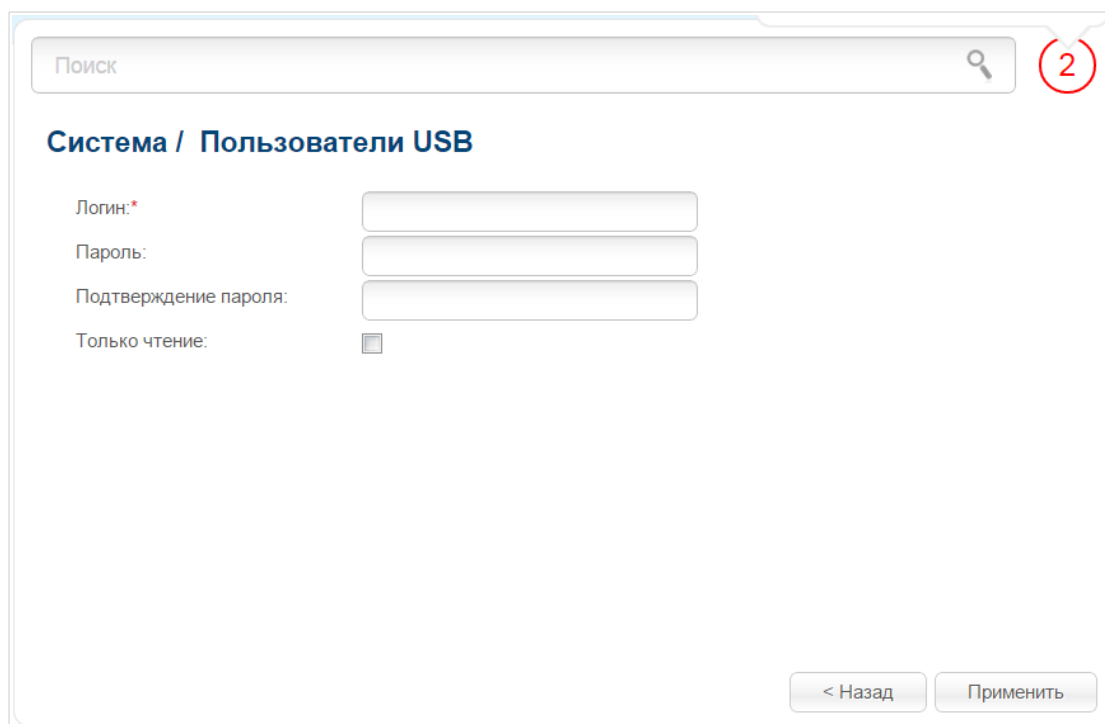 Поиск
2
Система / Пользователи USB
Логин:*
Пароль:
Подтверждение пароля:
Только чтение:
< Назад
Применить